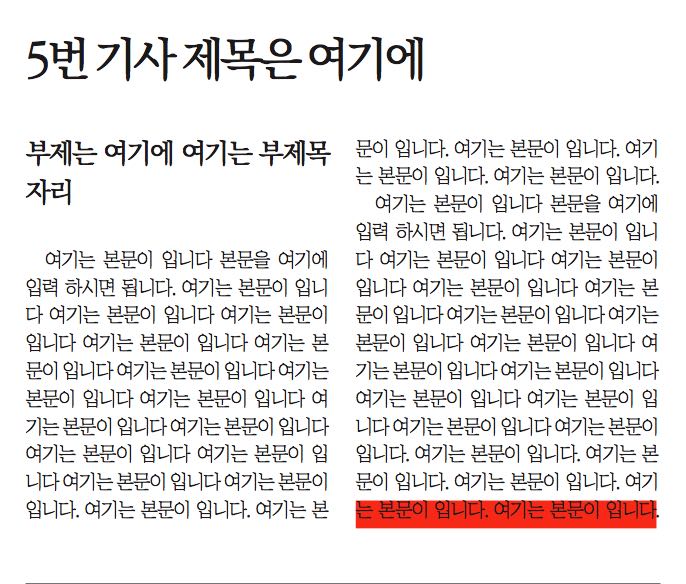 5번 기사 제목은 여기에
부제는 여기에 여기는 부제목
자리
여기는 본문이 입니다 본문을 여기에
입력 하시면 됩니다. 여기는 본문이 입니
다 여기는 본문이 입니다 여기는 본문이
입니다 여기는 본문이 입니다 여기는 본
문이 입니다 여기는 본문이 입니다 여기는
본문이 입니다 여기는 본문이 입니다 여
기는 본문이 입니다 여기는 본문이 입니다
여기는 본문이 입니다 여기는 본문이 입
니다 여기는 본문이 입니다 여기는 본문이
입니다. 여기는 본문이 입니다. 여기는 본
문이 입니다. 여기는 본문이 입니다. 여기
는 본문이 입니다. 여기는 본문이 입니다.
여기는 본문이 입니다 본문을 여기에
입력 하시면 됩니다. 여기는 본문이 입니
다 여기는 본문이 입니다 여기는 본문이
입니다 여기는 본문이 입니다 여기는 본
문이 입니다 여기는 본문이 입니다 여기는
본문이 입니다 여기는 본문이 입니다 여
기는 본문이 입니다 여기는 본문이 입니다
여기는 본문이 입니다 여기는 본문이 입
니다 여기는 본문이 입니다 여기는 본문이
입니다. 여기는 본문이 입니다. 여기는 본
문이 입니다. 여기는 본문이 입니다. 여기
는 본문이 입니다. 여기는 본문이 입니다.